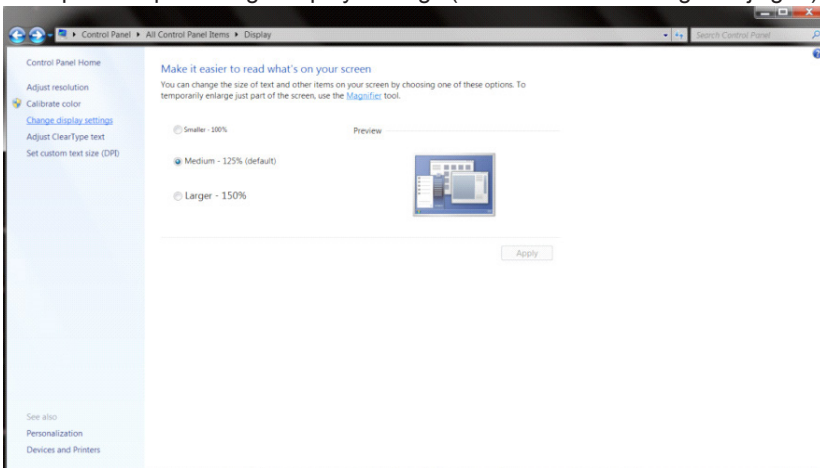 Control Panel ▸ All Control Panel Items ▸ Display
Search Control Panel
Control Panel Home
Adjust resolution
Calibrate color
Change display settings
Adjust ClearType text
Set custom text size (DPI)
Make it easier to read what's on your screen
You can change the size of text and other items on your screen by choosing one of these options. To
temporarily enlarge just part of the screen, use the Magnifier tool.
Smaller - 100%
Preview
Medium - 125% (default)
Larger - 150%
Apply
See also
Personalization
Devices and Printers